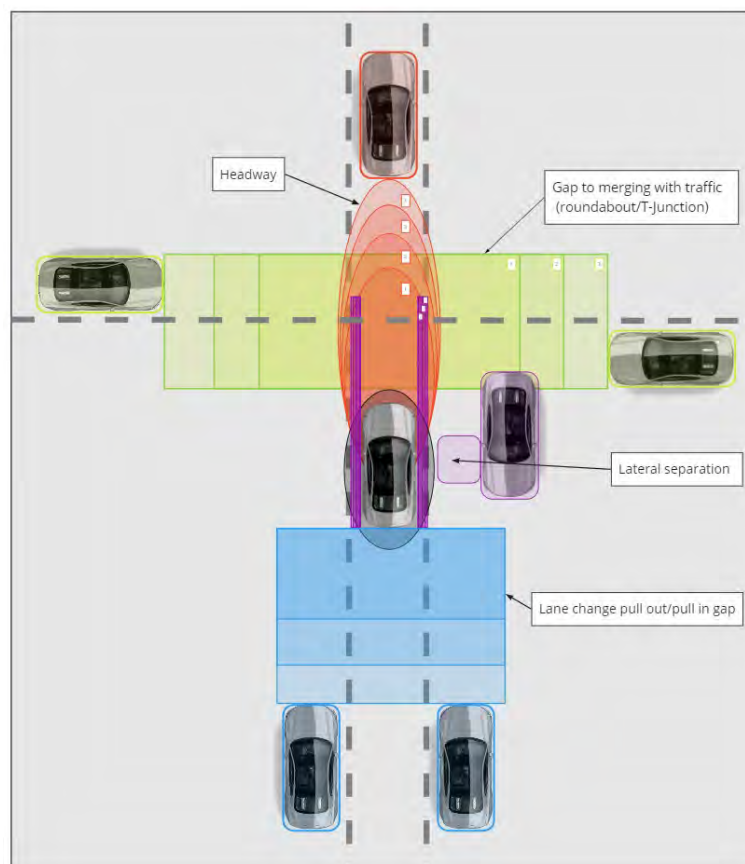 Headway
Gap to merging with traffic
(roundabout/T-Junction)
Lateral separation
Lane change pull out/pull in gap